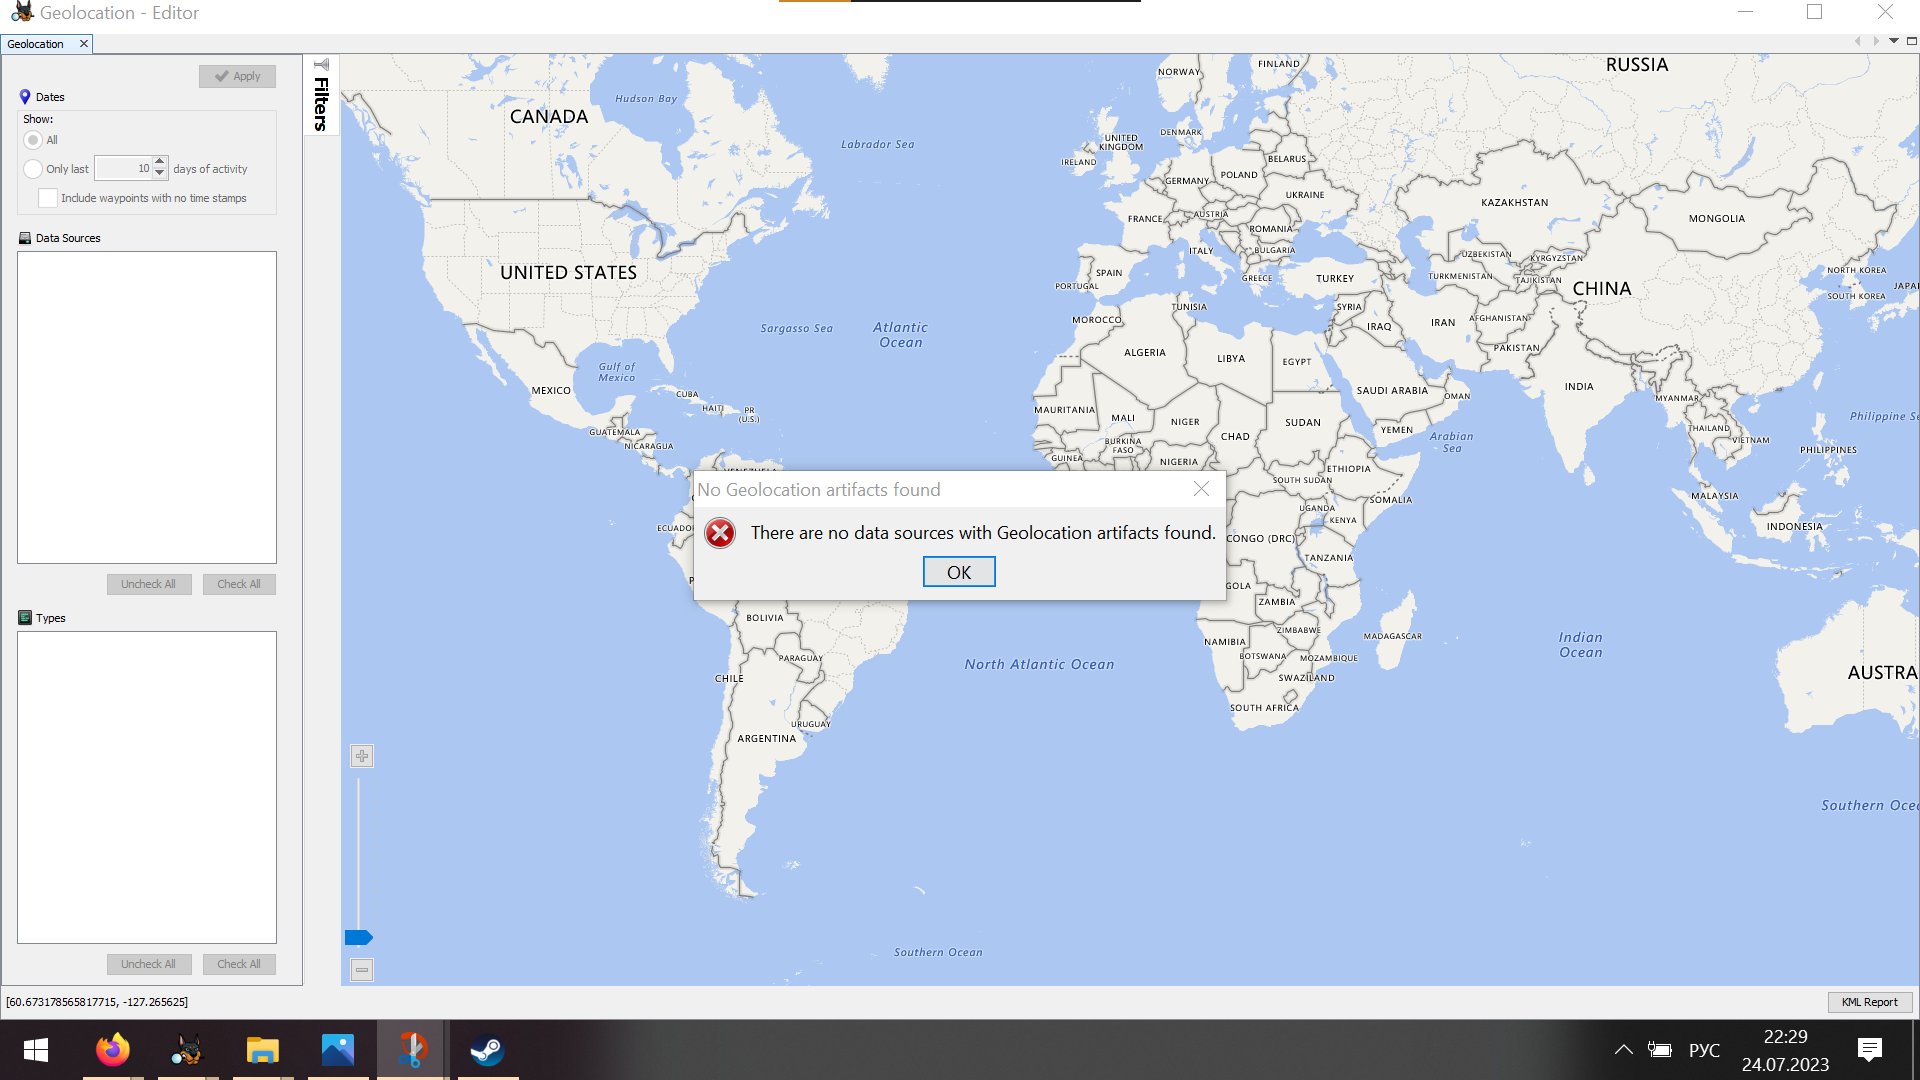 Geolocation - Editor
Geolocation
Apply
Dates
Show:
All
Only last 10 days of activity
Include waypoints with no time stamps
Data Sources
Uncheck All Check All
Types
Uncheck All Check All
Filters
RUSSIA
FINLAND
NORWAY
Hudson Bay
CANADA
DENMARK
UNITED
KINGDOM
Labrador Sea
IRELAND
BELARUS
POLAND
GERMANY
UKRAINE
KAZAKHSTAN
FRANCE
AUSTRIA
MONGOLIA
ROMANIA
ITALY
BULGARIA
UZBEKISTAN
KYRGYZSTAN
UNITED STATES
SPAIN
GREECE
TURKEY
TURKMENISTAN
TAJIKISTAN
NORTH KOREA
PORTUGAL
CHINA
JAPA
SOUTH KOREA
TUNISIA
SYRIA
MOROCCO
IRAQ
IRAN
AFGHANISTAN
Sargasso Sea
Atlantic
Ocean
PAKISTAN
ALGERIA
LIBYA
EGYPT
Gulf of
Mexico
MEXICO
CUBA
SAUDI ARABIA
OMAN
INDIA
MYANMAR
HAITI
PR
(U.S.)
MAURITANIA
MALI
NIGER
CHAD
SUDAN
YEMEN
Arabian
Sea
THAILAND
VIETNAM
Philippine Se
PHILIPPINES
GUATEMALA
NICARAGUA
BURKINA
FASO
GUINEA
NIGERIA
ETHIOPIA
SOUTH SUDAN
SOMALIA
MALAYSIA
VENEZUELA
No Geolocation artifacts found
There are no data sources with Geolocation artifacts found.
OK
ECUADO
P
UGANDA
KENYA
CONGO (DRC)
TANZANIA
INDONESIA
GOLA
ZAMBIA
BOLIVIA
ZIMBABWE
NAMIBIA
MADAGASCAR
BOTSWANA
MOZAMBIQUE
Indian
Ocean
PARAGUAY
North Atlantic Ocean
CHILE
SWAZILAND
AUSTRA
SOUTH AFRICA
URUGUAY
ARGENTINA
Southern Ocea
Southern Ocean
[60.673178565817715, -127.265625]
KML Report
РУС
22:29
24.07.2023